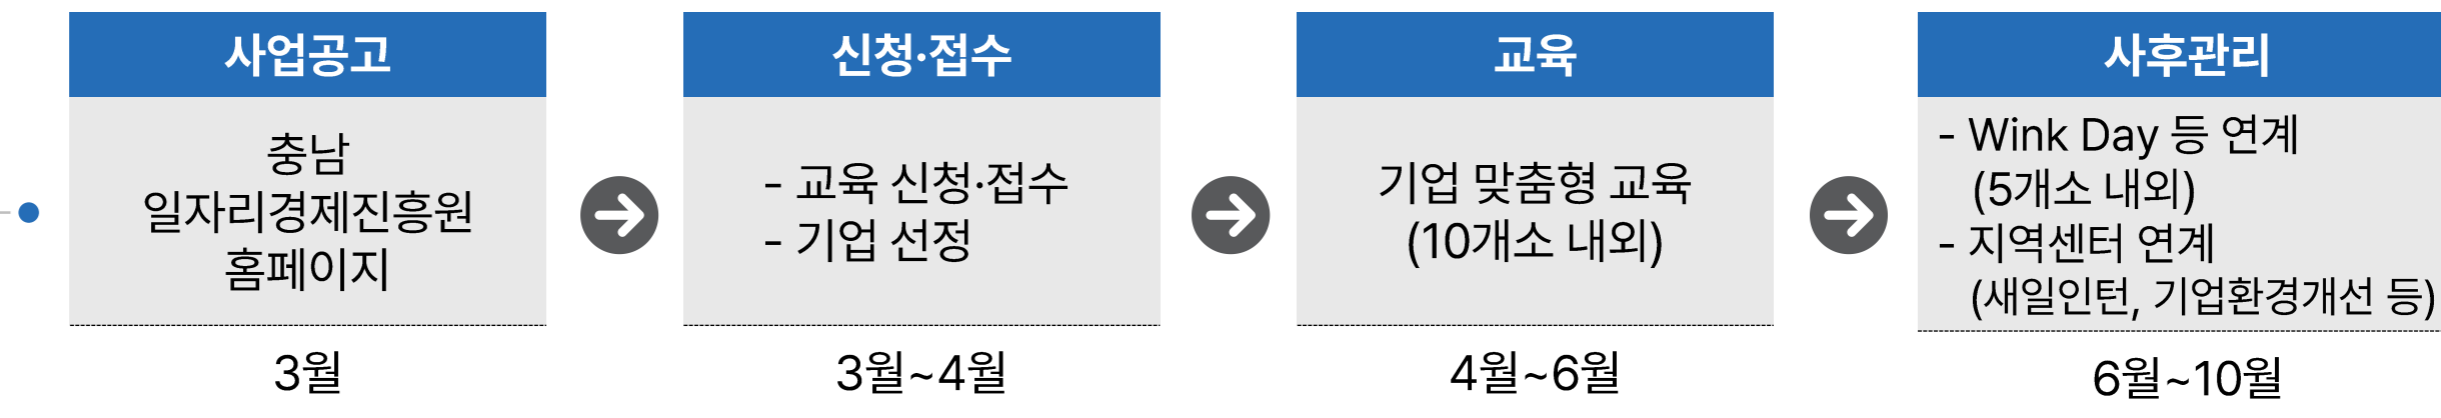 사업공고
충남
일자리경제진흥원
홈페이지
3월
신청·접수
- 교육 신청·접수
- 기업 선정
3월~4월
교육
기업 맞춤형 교육
(10개소 내외)
4월~6월
사후관리
- Wink Day 등 연계
(5개소 내외)
- 지역센터 연계
(새일인턴, 기업환경개선 등)
6월~10월